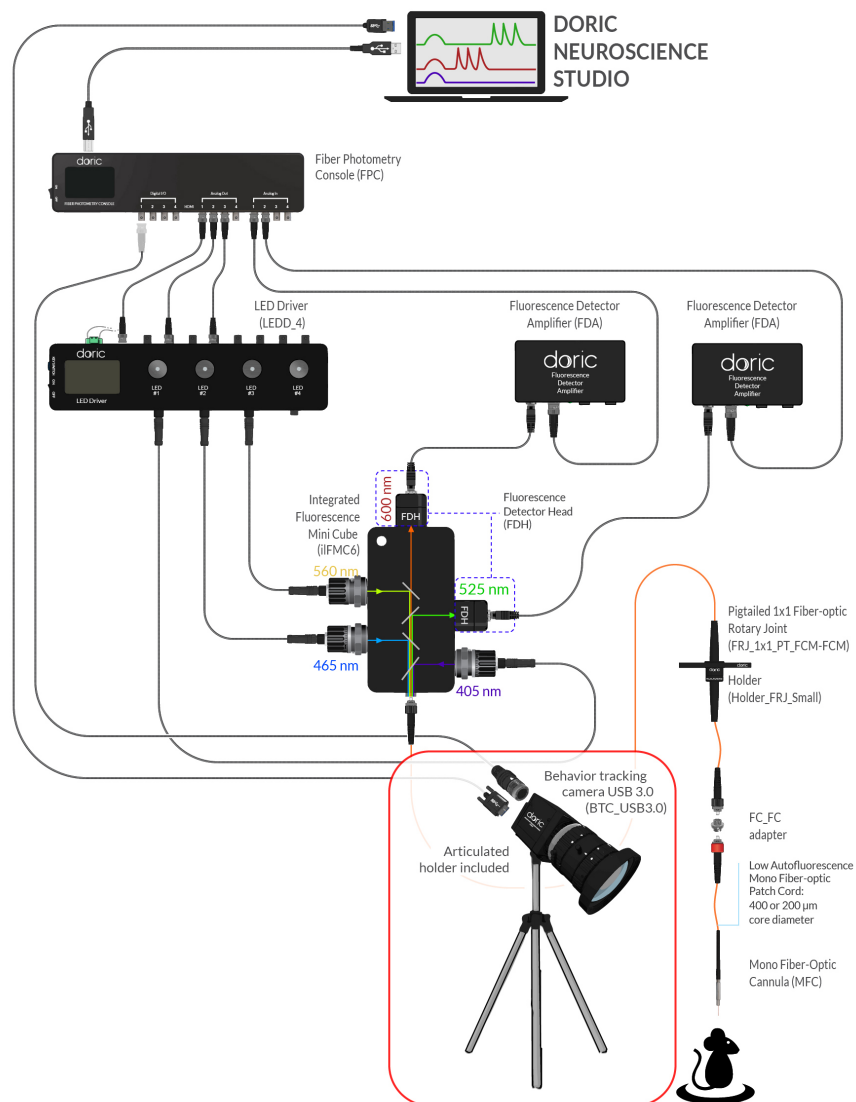 DORIC
NEUROSCIENCE
STUDIO
doric
Digital I/O
Analog Out
Analog In
1 2 3 4
HDMI
1 2 3 4
1 2 3 4
FIBER PHOTOMETRY CONSOLE
Fiber Photometry
Console (FPC)
LED Driver
(LEDD_4)
doric
LED Driver
LED
#1
LED
#2
LED
#3
LED
#4
Fluorescence Detector
Amplifier (FDA)
doric
Fluorescence
Detector
Amplifier
Fluorescence Detector
Amplifier (FDA)
doric
Fluorescence
Detector
Amplifier
600 nm
FDH
Fluorescence
Detector Head
(FDH)
Integrated
Fluorescence
Mini Cube
(ilFMC6)
560 nm
525 nm
FDH
465 nm
405 nm
Pigtailed 1x1 Fiber-optic
Rotary Joint
(FRJ_1x1_PT_FCM-FCM)
doric
doric
Holder
(Holder_FRJ_Small)
Behavior tracking
camera USB 3.0
(BTC_USB3.0)
doric
Articulated
holder included
FC_FC
adapter
Low Autofluorescence
Mono Fiber-optic
Patch Cord:
400 or 200 µm
core diameter
Mono Fiber-Optic
Cannula (MFC)